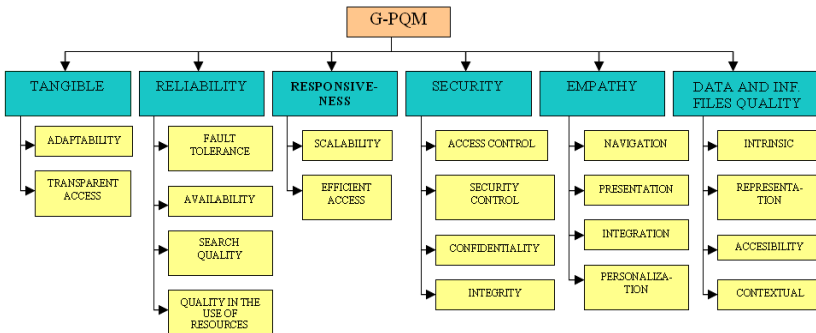 G-PQM
TANGIBLE
ADAPTABILITY
TRANSPARENT
ACCESS
RELIABILITY
FAULT
TOLERANCE
AVAILABILITY
SEARCH
QUALITY
QUALITY IN THE
USE OF
RESOURCES
RESPONSIVE-
NESS
SCALABILITY
EFFICIENT
ACCESS
SECURITY
ACCESS CONTROL
SECURITY
CONTROL
CONFIDENTIALITY
INTEGRITY
EMPATHY
NAVIGATION
PRESENTATION
INTEGRATION
PERSONALIZA-
TION
DATA AND INF.
FILES QUALITY
INTRINSIC
REPRESENTA-
TION
ACCESIBILITY
CONTEXTUAL